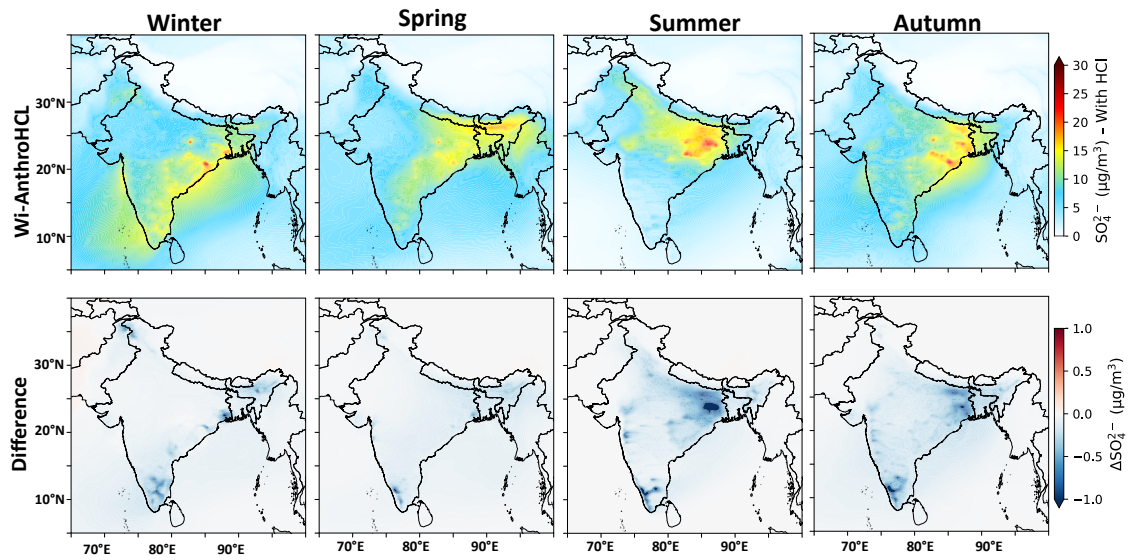 Winter
Spring
Summer
Autumn
Wi-AnthroHCL
30°N
20°N
10°N
30
25
20
15
10
5
0
SO₄²⁻ (μg/m³) – With HCl
Difference
30°N
20°N
10°N
70°E 80°E 90°E
70°E 80°E 90°E
70°E 80°E 90°E
70°E 80°E 90°E
1.0
0.5
0.0
−0.5
−1.0
ΔSO₄²⁻ (μg/m³)